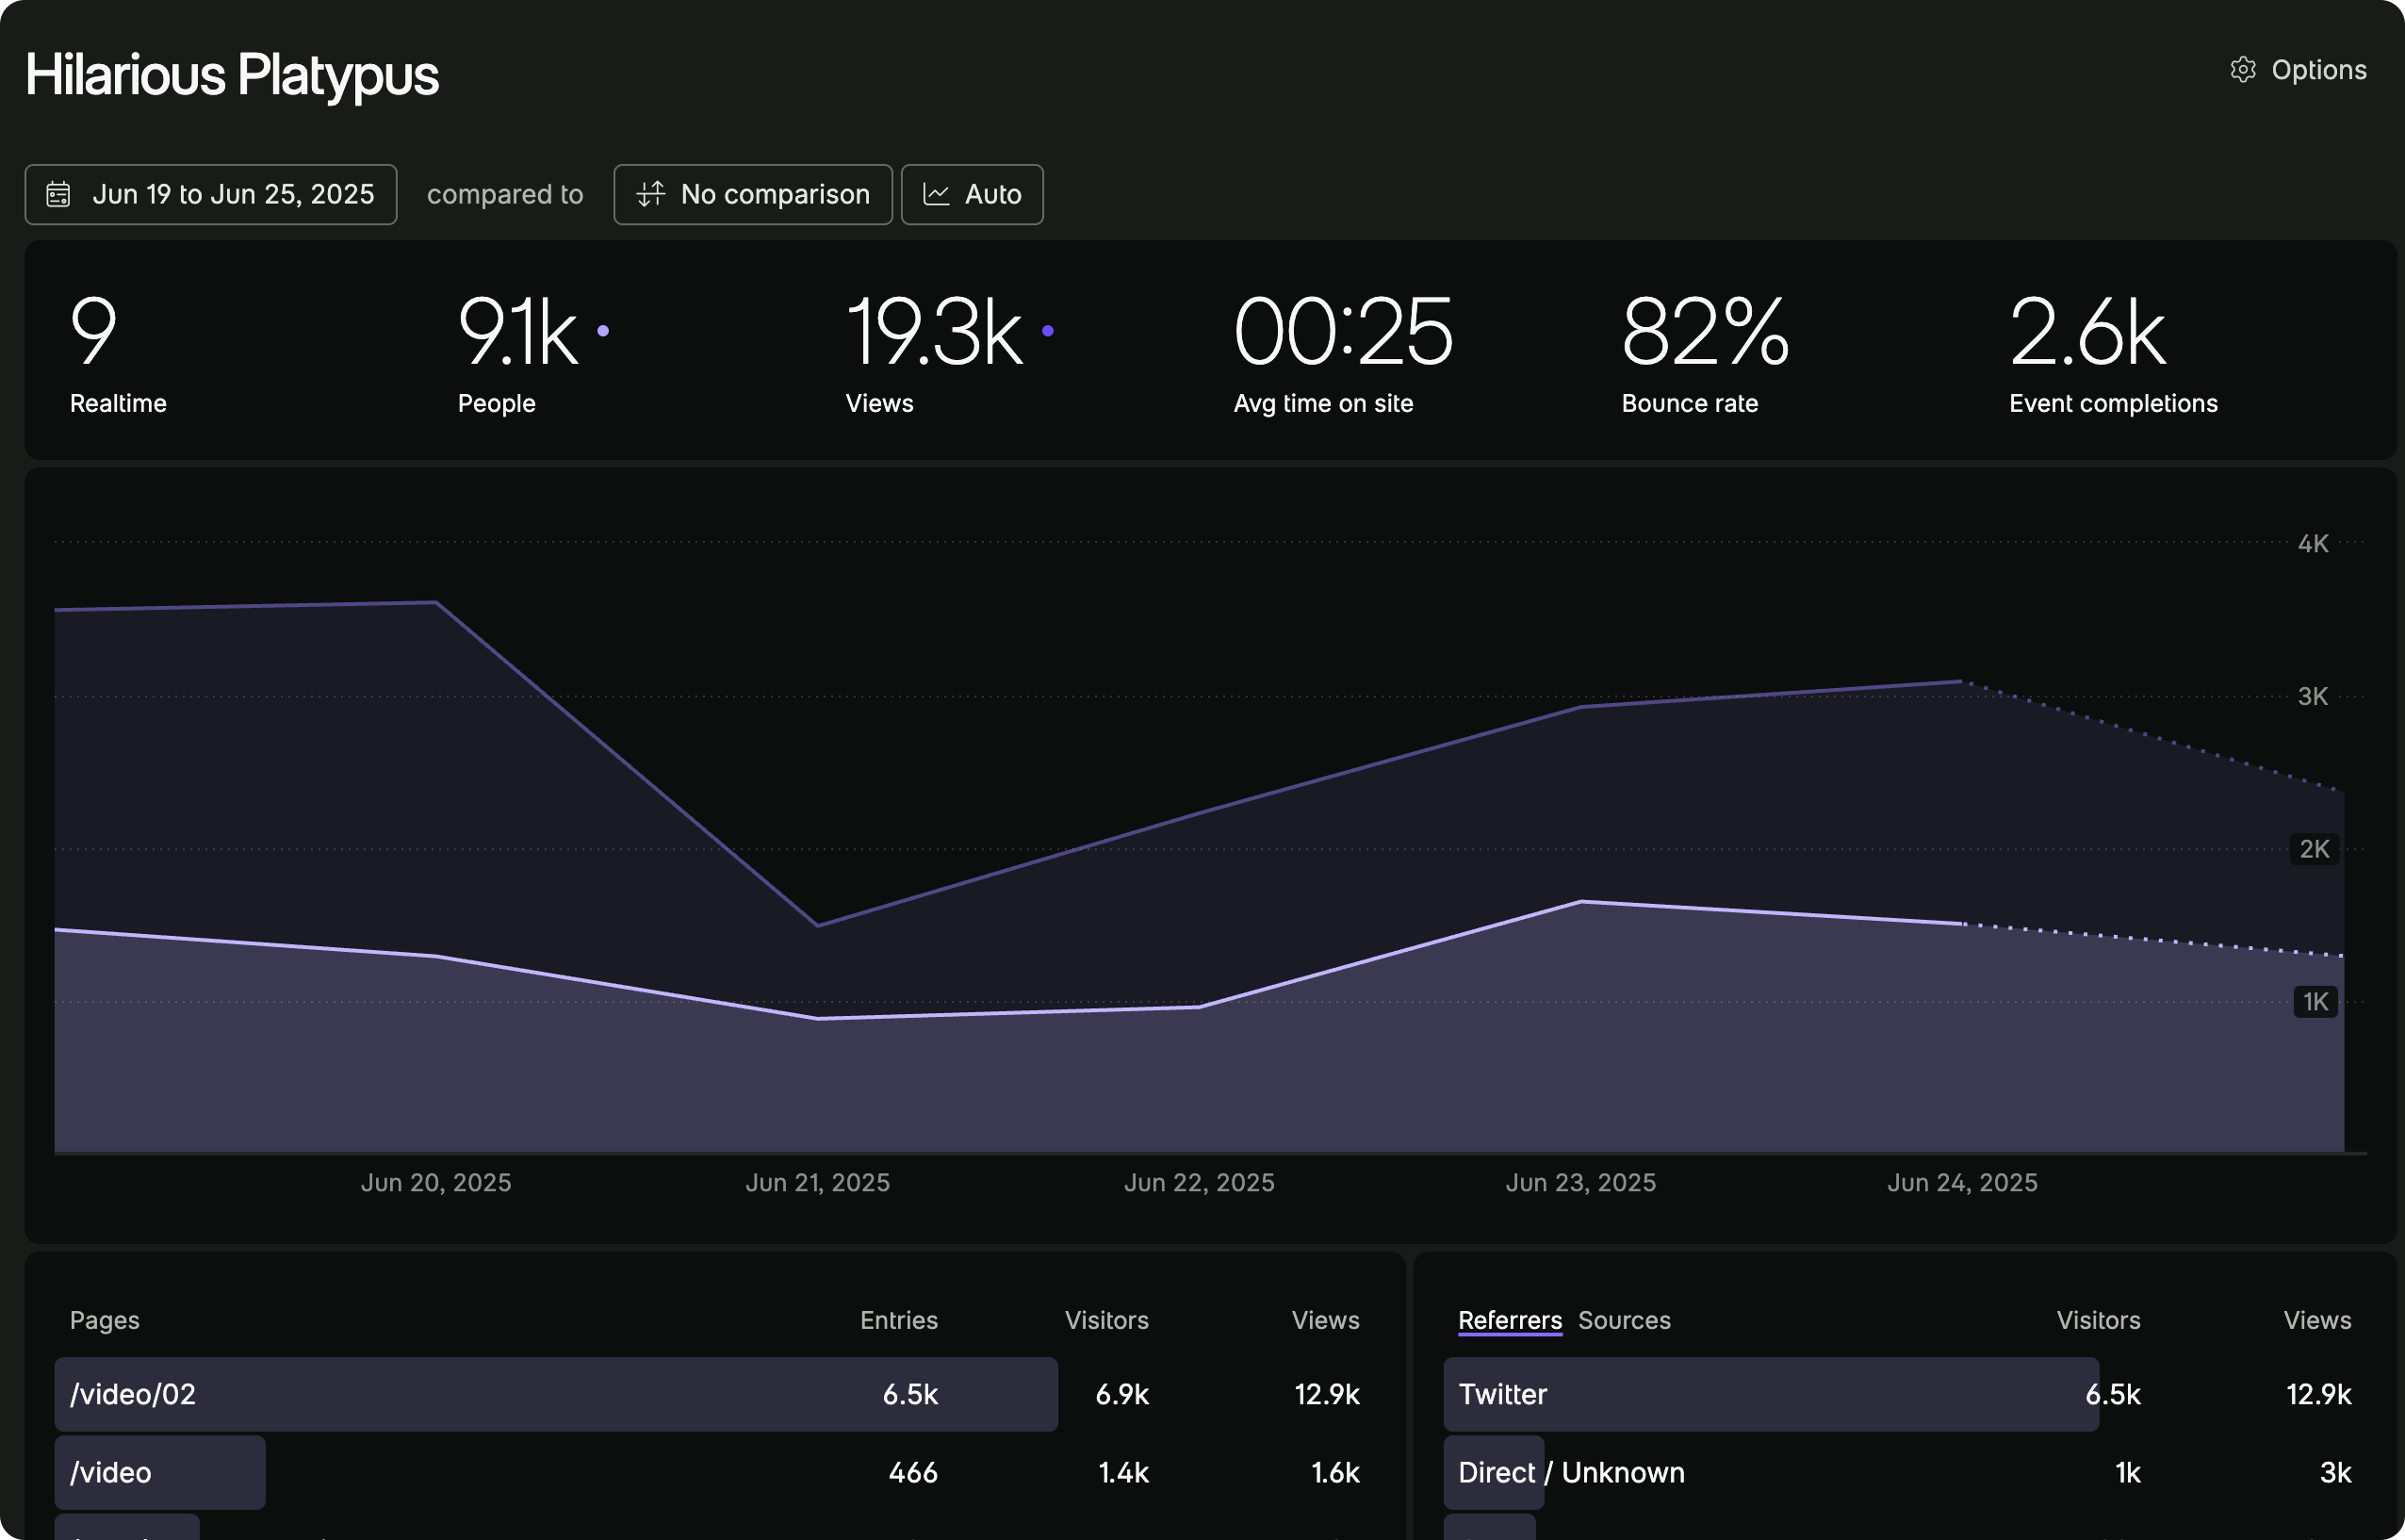 Hilarious Platypus
Options
Jun 19 to Jun 25, 2025 compared to No comparison Auto
9 9.1k 19.3k 00:25 82% 2.6k
Realtime People Views Avg time on site Bounce rate Event completions
4K
3K
2K
1K
Jun 20, 2025 Jun 21, 2025 Jun 22, 2025 Jun 23, 2025 Jun 24, 2025
Pages Entries Visitors Views
/video/02 6.5k 6.9k 12.9k
/video 466 1.4k 1.6k
Referrers Sources Visitors Views
Twitter 6.5k 12.9k
Direct / Unknown 1k 3k